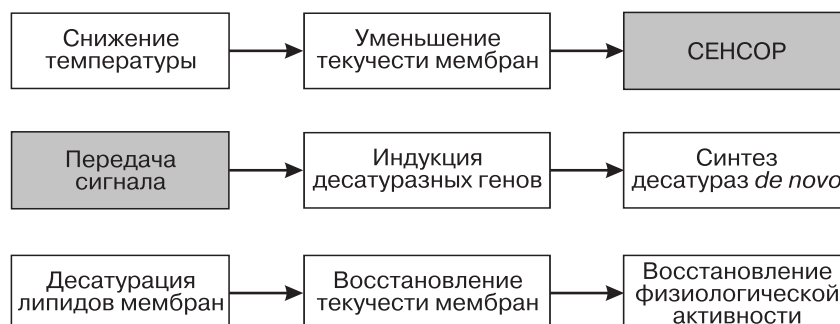 Снижение
температуры
Уменьшение
текучести мембран
СЕНСОР
Передача
сигнала
Индукция
десатуразных генов
Синтез
десатураз de novo
Десатурация
липидов мембран
Восстановление
текучести мембран
Восстановление
физиологической
активности